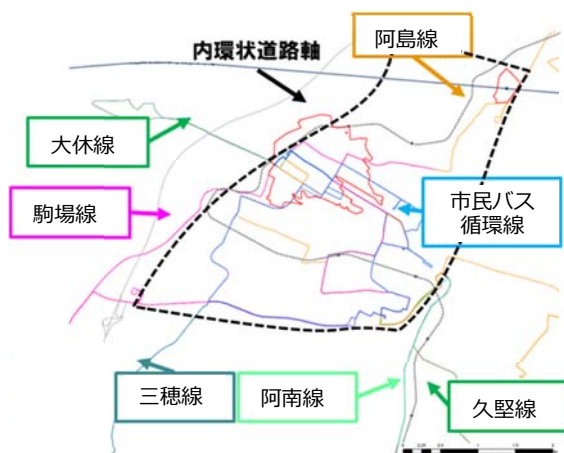 阿島線
内環状道路軸
大休線
駒場線
市民バス
循環線
三穂線
阿南線
久堅線